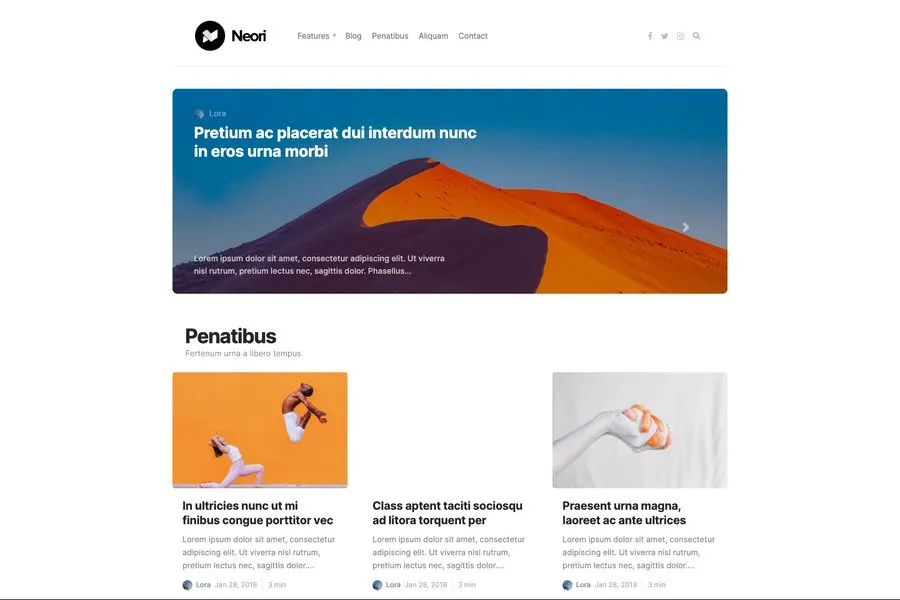 Neori
Features Blog Penatibus Aliquam Contact
Lora
Pretium ac placerat dui interdum nunc
in eros urna morbi
Lorem ipsum dolor sit amet, consectetur adipiscing elit. Ut viverra
nisl rutrum, pretium lectus nec, sagittis dolor. Phasellus...
Penatibus
Fertenum urna a libero tempus
In ultricies nunc ut mi
finibus congue porttitor vec
Lorem ipsum dolor sit amet, consectetur
adipiscing elit. Ut viverra nisl rutrum,
pretium lectus nec, sagittis dolor....
Lora Jan 28, 2018 3 min
Class aptent taciti sociosqu
ad litora torquent per
Lorem ipsum dolor sit amet, consectetur
adipiscing elit. Ut viverra nisl rutrum,
pretium lectus nec, sagittis dolor....
Lora Jan 28, 2018 3 min
Praesent urna magna,
laoreet ac ante ultrices
Lorem ipsum dolor sit amet, consectetur
adipiscing elit. Ut viverra nisl rutrum,
pretium lectus nec, sagittis dolor....
Lora Jan 28, 2018 3 min